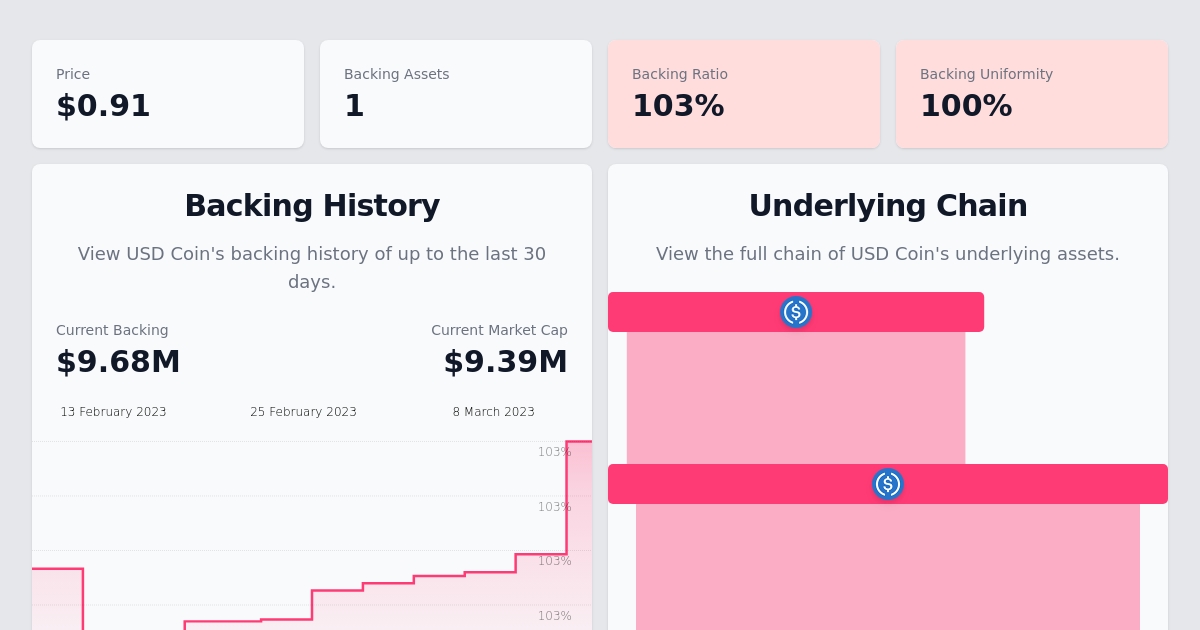 Price
$0.91
Backing Assets
1
Backing Ratio
103%
Backing Uniformity
100%
Backing History
View USD Coin's backing history of up to the last 30
days.
Current Backing
$9.68M
Current Market Cap
$9.39M
13 February 2023
25 February 2023
8 March 2023
103%
103%
103%
103%
Underlying Chain
View the full chain of USD Coin's underlying assets.